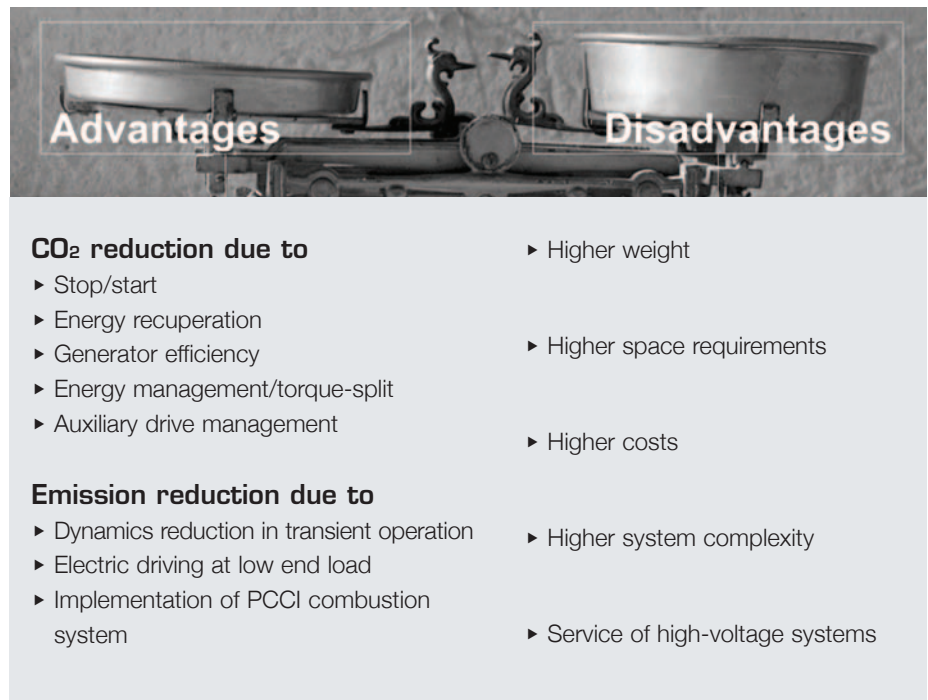 Advantages
Disadvantages
CO₂ reduction due to
▸ Stop/start
▸ Energy recuperation
▸ Generator efficiency
▸ Energy management/torque-split
▸ Auxiliary drive management
Emission reduction due to
▸ Dynamics reduction in transient operation
▸ Electric driving at low end load
▸ Implementation of PCCI combustion
system
▸ Higher weight
▸ Higher space requirements
▸ Higher costs
▸ Higher system complexity
▸ Service of high-voltage systems